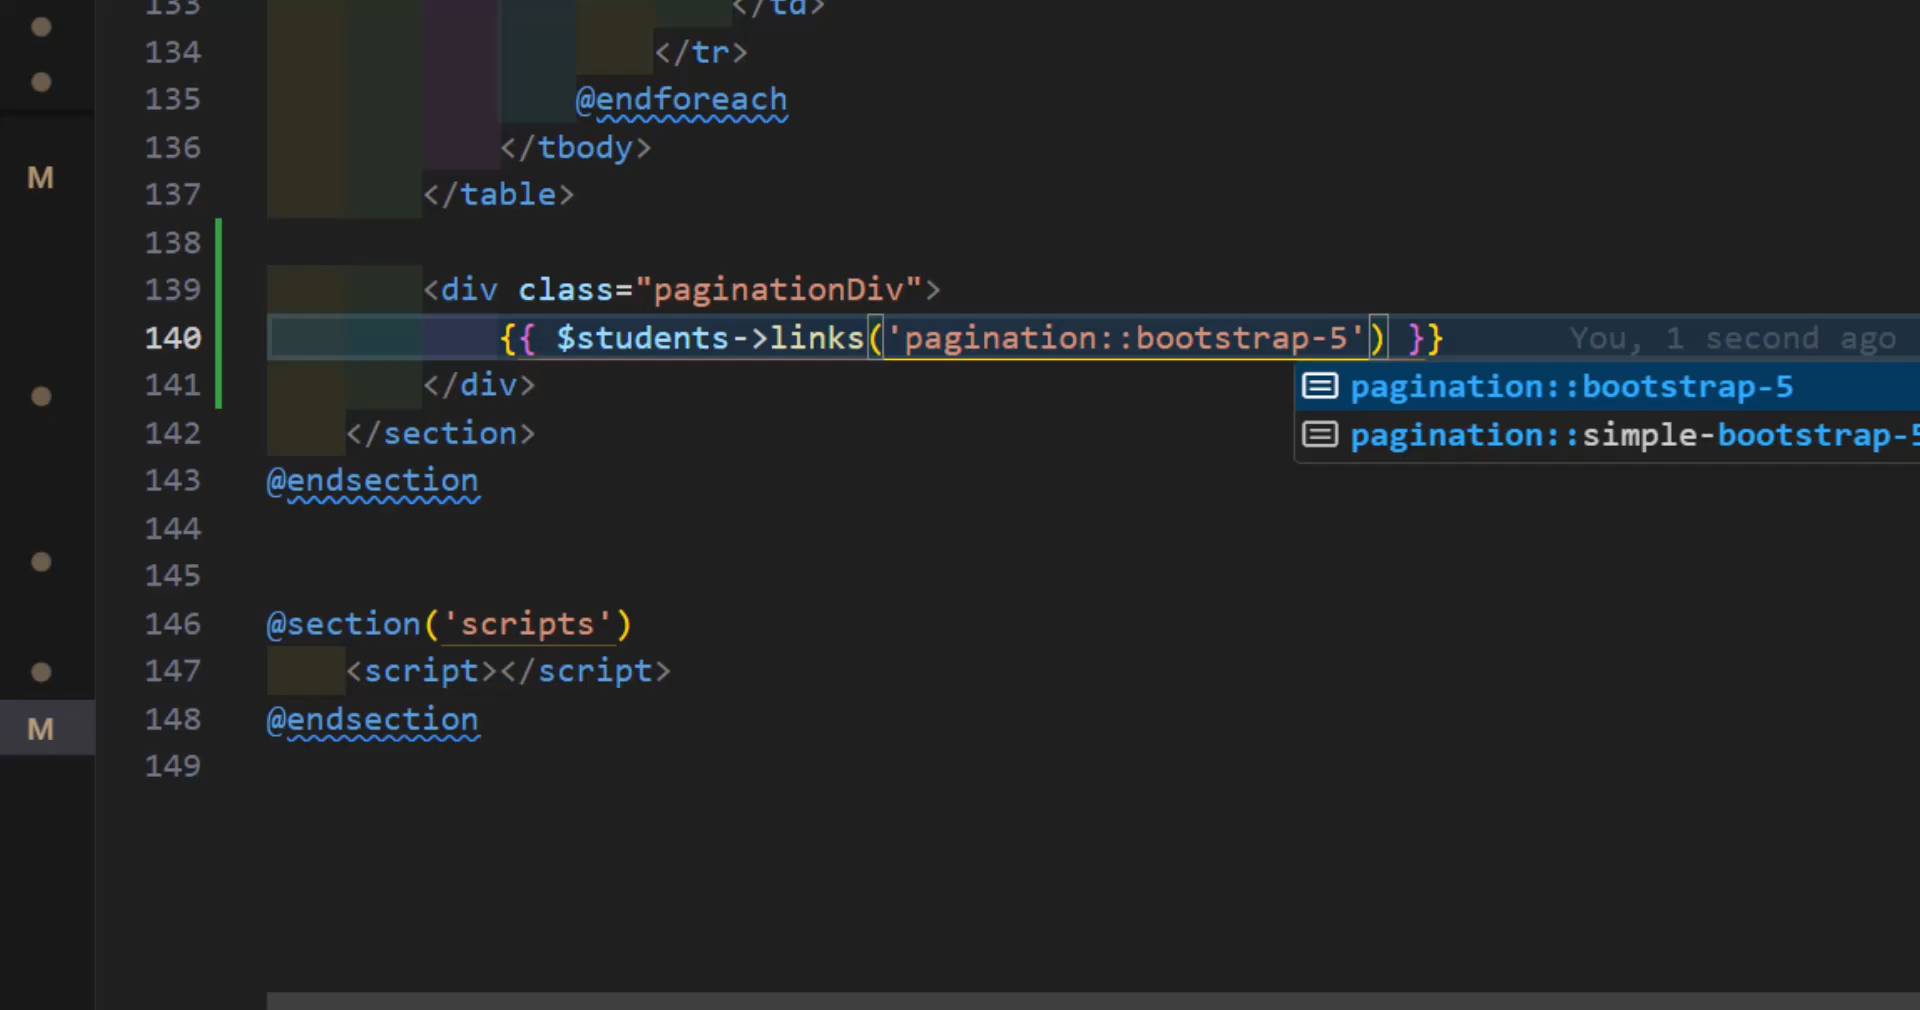 133 </td>
134 </tr>
135 @endforeach
M
136 </tbody>
137 </table>
138
139 <div class="paginationDiv">
140 {{ $students->links('pagination::bootstrap-5') }} You, 1 second ago
141 </div>
pagination::bootstrap-5
142 </section>
pagination::simple-bootstrap-5
143 @endsection
144
145
146 @section('scripts')
147 <script></script>
148 @endsection
M
149